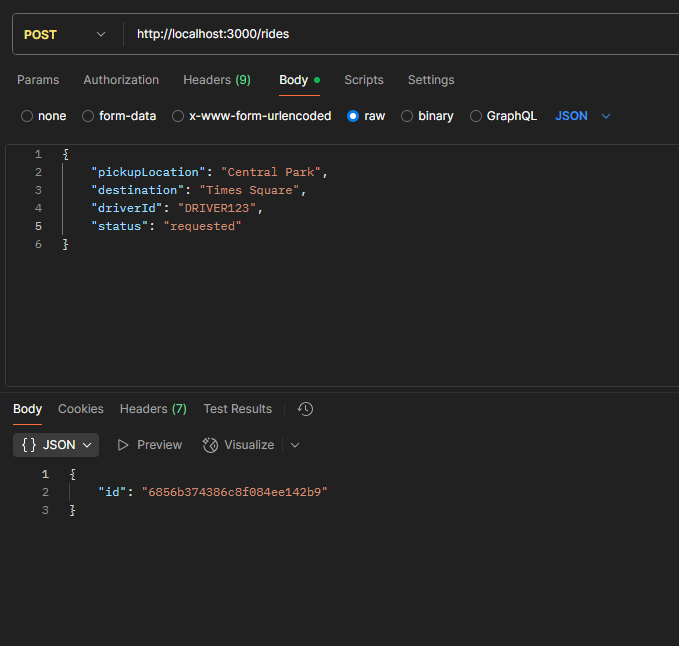 POST http://localhost:3000/rides
Params Authorization Headers (9) Body Scripts Settings
none form-data x-www-form-urlencoded raw binary GraphQL JSON
1 {
2 "pickupLocation": "Central Park",
3 "destination": "Times Square",
4 "driverId": "DRIVER123",
5 "status": "requested"
6 }
Body Cookies Headers (7) Test Results
{} JSON Preview Visualize
1 {
2 "id": "6856b374386c8f084ee142b9"
3 }